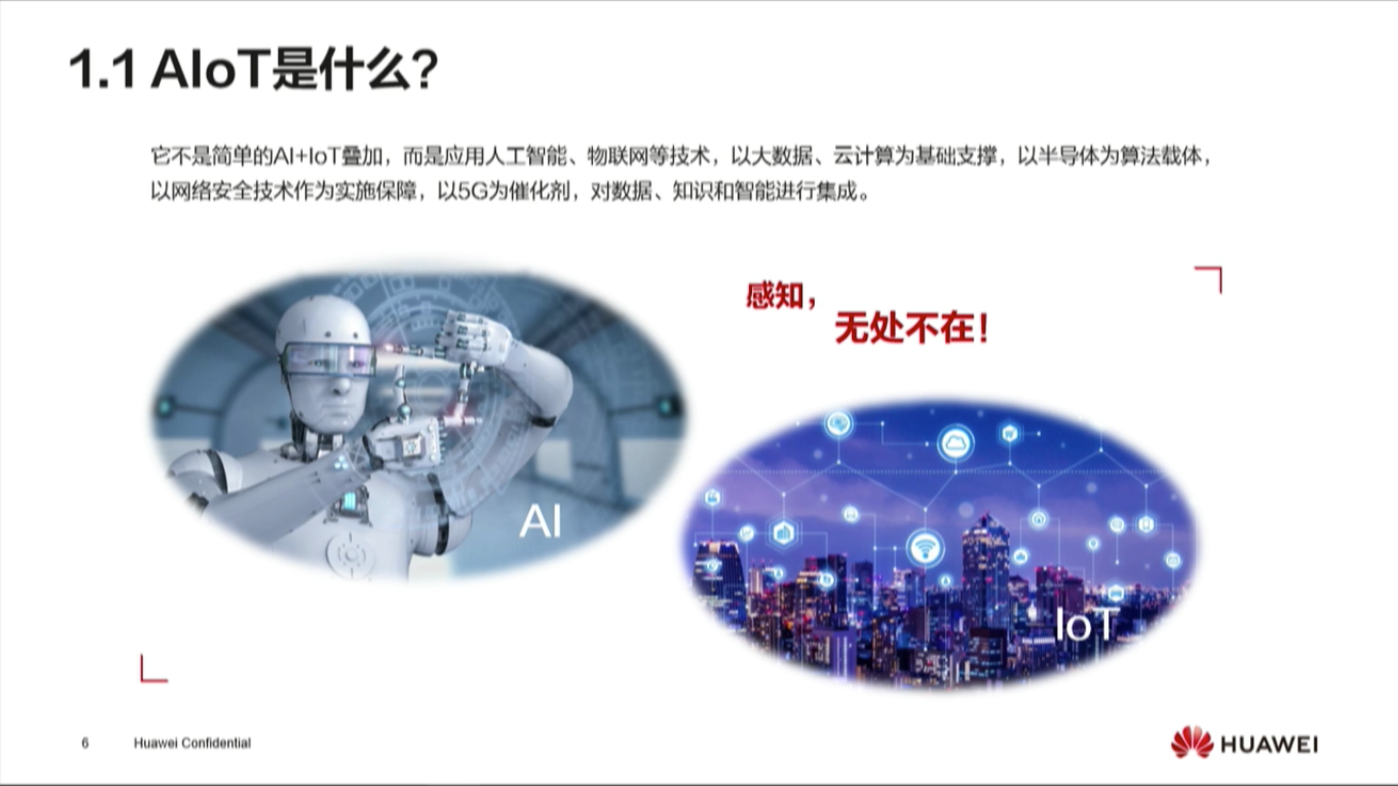 1.1 AIoT是什么？
它不是简单的AI+IoT叠加，而是应用人工智能、物联网等技术，以大数据、云计算为基础支撑，以半导体为算法载体，
以网络安全技术作为实施保障，以5G为催化剂，对数据、知识和智能进行集成。
感知，
无处不在！
AI
IoT
6 Huawei Confidential
HUAWEI